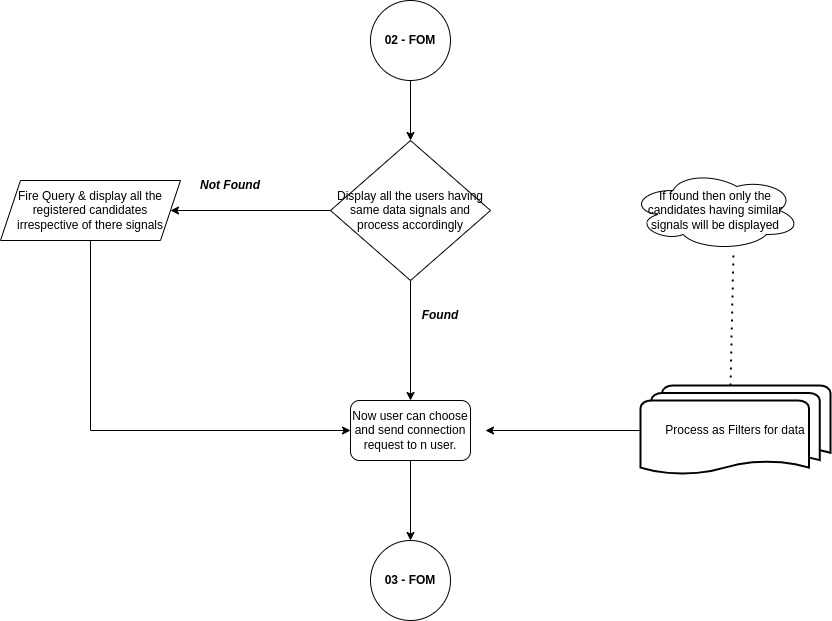 02 - FOM
Not Found
Fire Query & display all the
registered candidates
irrespective of there signals
Display all the users having
same data signals and
process accordingly
If found then only the
candidates having similar
signals will be displayed
Found
Now user can choose
and send connection
request to n user.
Process as Filters for data
03 - FOM